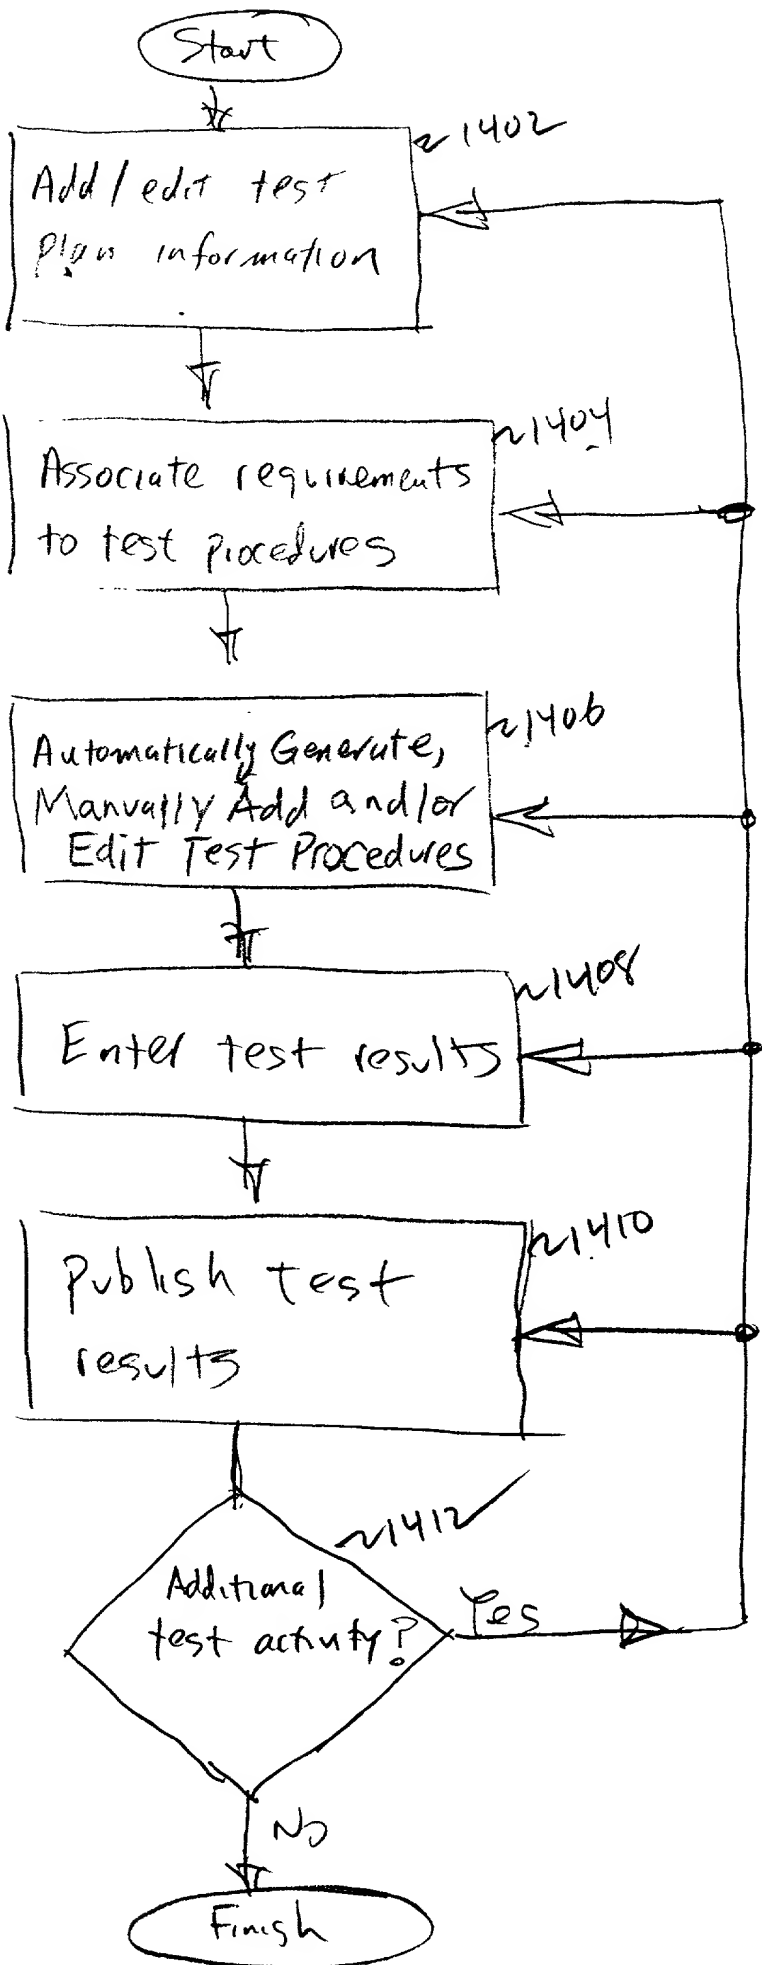 Start
1402
Add/edit test
Plan information
1404
Associate requirements
to test procedures
1406
Automatically Generate,
Manually Add and/or
Edit Test Procedures
1408
Enter test results
1410
Publish test
results
1412
Additional
test activity?
Yes
No
Finish